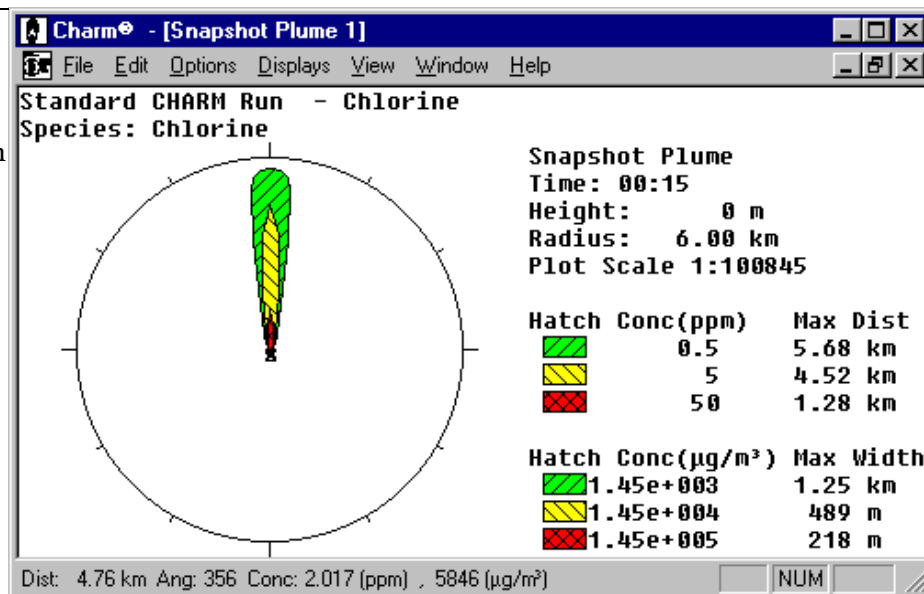 Charm® - [Snapshot Plume 1]
File Edit Options Displays View Window Help
Standard CHARM Run - Chlorine
Species: Chlorine
Snapshot Plume
Time: 00:15
Height: 0 m
Radius: 6.00 km
Plot Scale 1:100845
Hatch Conc(ppm) Max Dist
0.5 5.68 km
5 4.52 km
50 1.28 km
Hatch Conc(µg/m³) Max Width
1.45e+003 1.25 km
1.45e+004 489 m
1.45e+005 218 m
Dist: 4.76 km Ang: 356 Conc: 2.017 (ppm) , 5846 (µg/m³) NUM